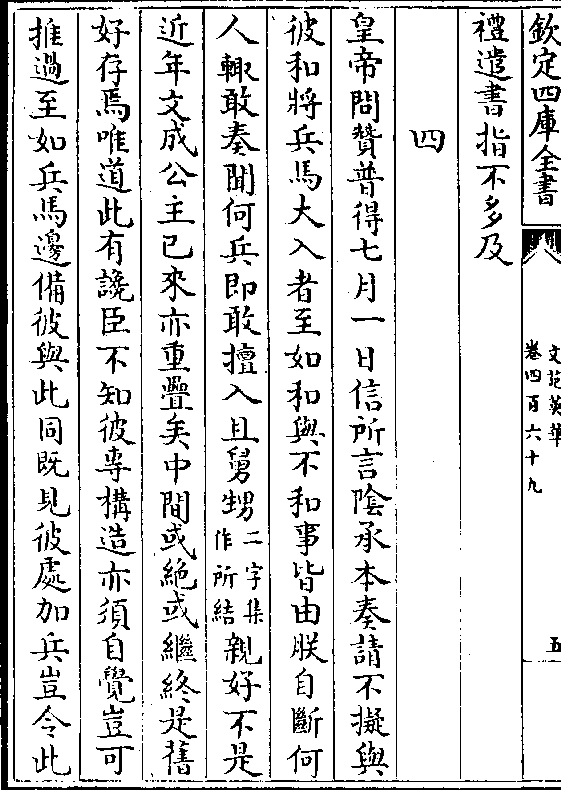 欽定四庫全書
文苑英華
卷四百六十九
五
禮遣書指不多及
四
皇帝問贊普得七月一日信所言陰承本奏請不擬與
彼和將兵馬大入者至如和與不和事皆由朕自斷何
人輙敢奏聞何兵即敢擅入且舅甥二字集作所結親好不是
近年文成公主已來亦重疊矣中間或絶或繼終是舊
好存焉唯道此有讒臣不知彼專構造亦須自覺豈可
推過至如兵馬邊備彼與此同既見彼處加兵豈令此